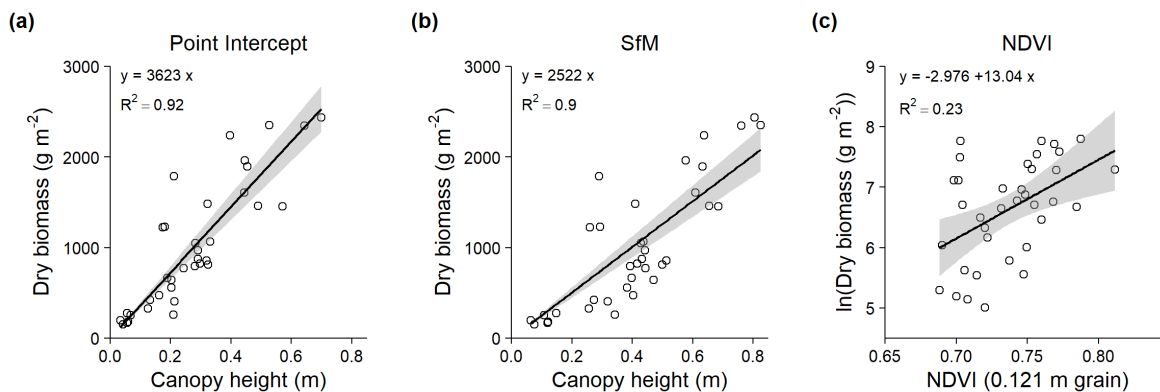 (a)
Point Intercept
y = 3623 x
R² = 0.92
Dry biomass (g m⁻²)
3000
2000
1000
0
0.0 0.2 0.4 0.6 0.8
Canopy height (m)
(b)
SfM
y = 2522 x
R² = 0.9
Dry biomass (g m⁻²)
3000
2000
1000
0
0.0 0.2 0.4 0.6 0.8
Canopy height (m)
(c)
NDVI
y = -2.976 +13.04 x
R² = 0.23
ln(Dry biomass (g m⁻²))
9
8
7
6
5
0.65 0.70 0.75 0.80
NDVI (0.121 m grain)